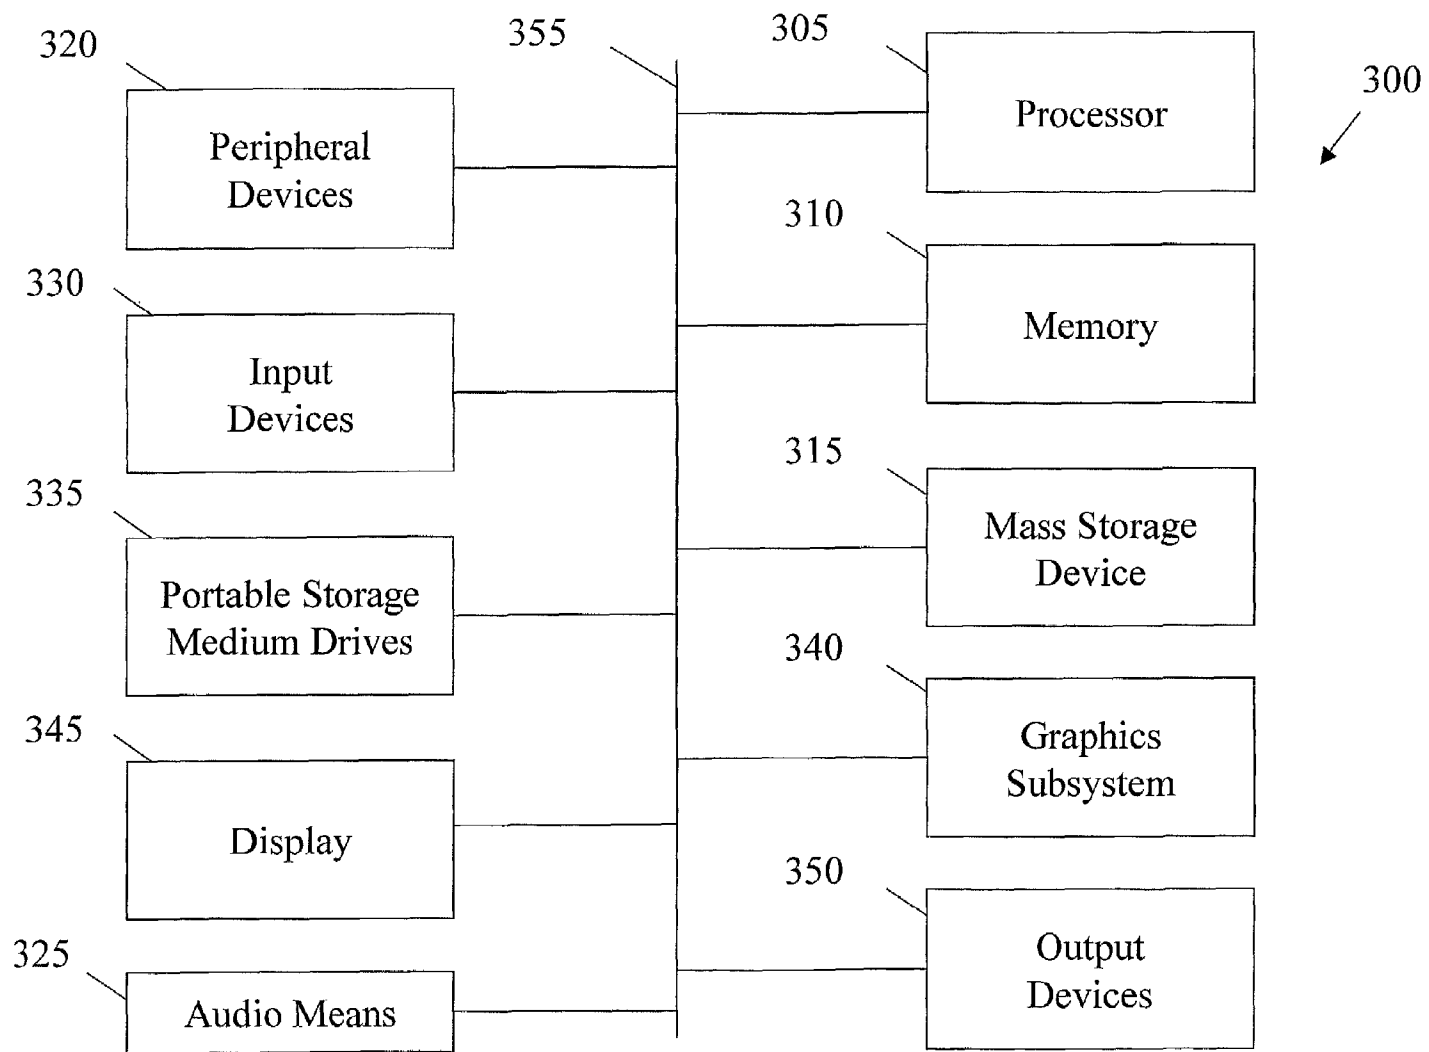 320
355
305
300
Peripheral
Devices
Processor
330
310
Input
Devices
Memory
335
315
Portable Storage
Medium Drives
Mass Storage
Device
345
340
Display
Graphics
Subsystem
325
350
Audio Means
Output
Devices